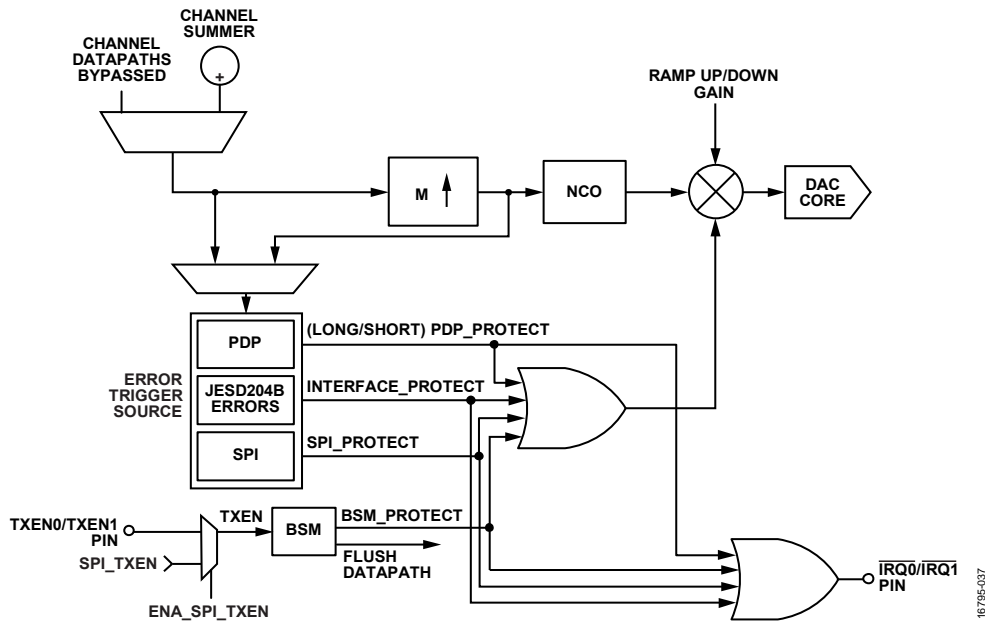 CHANNEL
SUMMER
CHANNEL
DATAPATHS
BYPASSED
+
RAMP UP/DOWN
GAIN
M
NCO
DAC
CORE
ERROR
TRIGGER
SOURCE
PDP
(LONG/SHORT) PDP_PROTECT
JESD204B
ERRORS
INTERFACE_PROTECT
SPI
SPI_PROTECT
TXEN0/TXEN1
PIN
SPI_TXEN
ENA_SPI_TXEN
TXEN
BSM
BSM_PROTECT
FLUSH
DATAPATH
IRQ0/IRQ1
PIN
16795-037